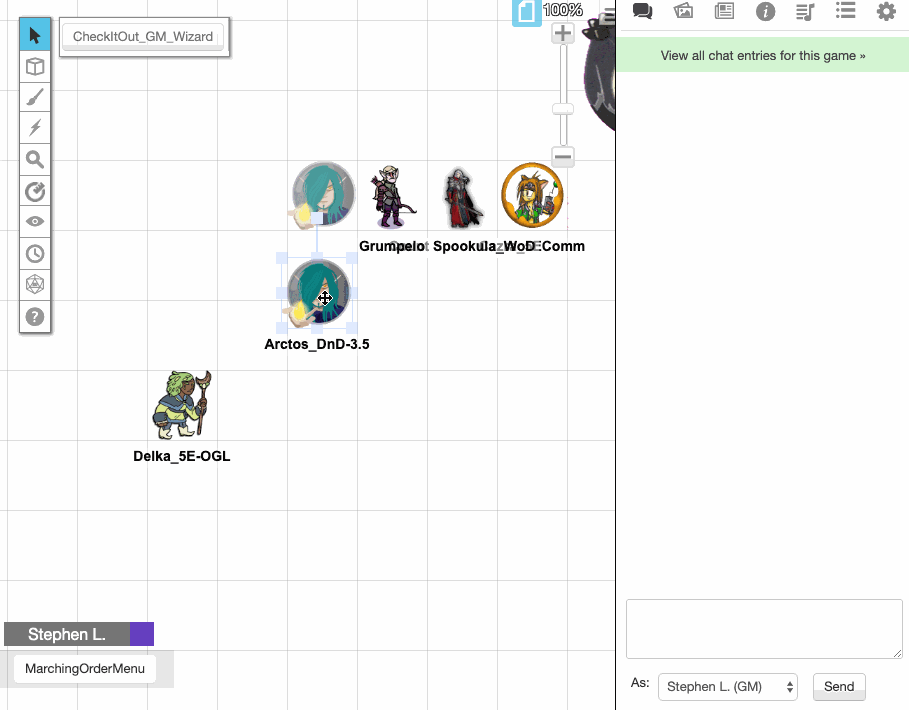 100%
CheckItOut_GM_Wizard
View all chat entries for this game »
Grumpelo Spookula_WoD Comm
Arctos_DnD-3.5
Delka_5E-OGL
Stephen L.
MarchingOrderMenu
As:
Stephen L. (GM)
Send